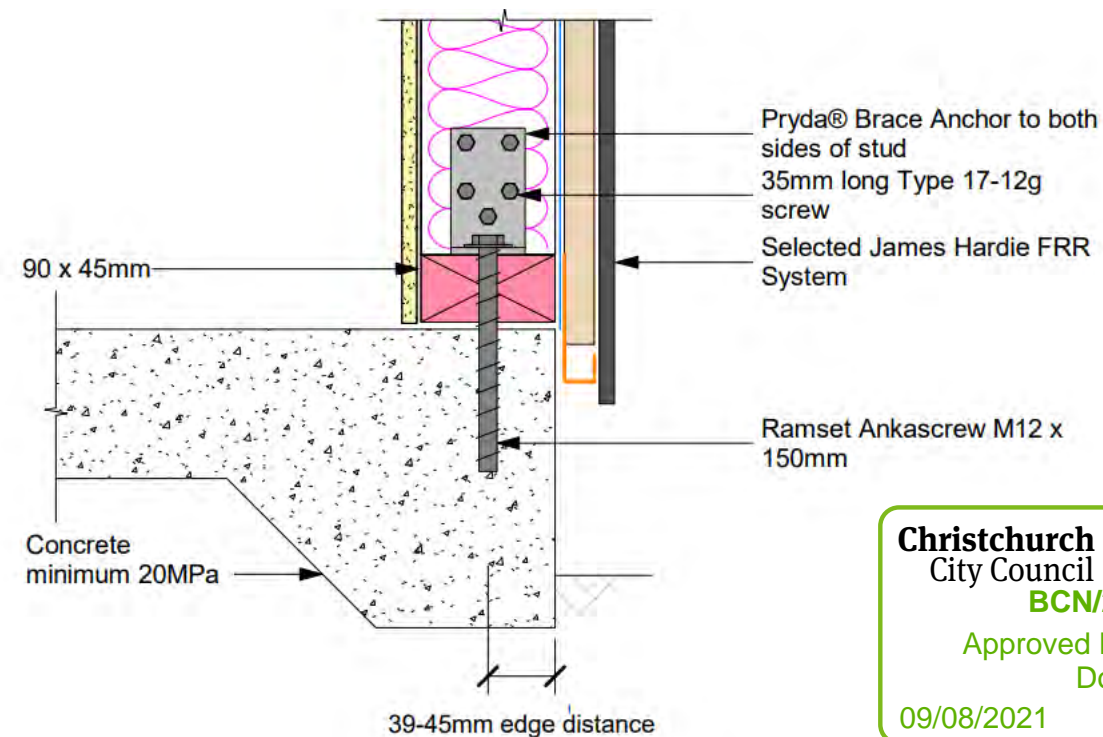 Pryda® Brace Anchor to both
sides of stud
35mm long Type 17-12g
screw
Selected James Hardie FRR
System
90 x 45mm
Ramset Ankascrew M12 x
150mm
Concrete
minimum 20MPa
39-45mm edge distance
Christchurch
City Council
BCN/
Approved
09/08/2021